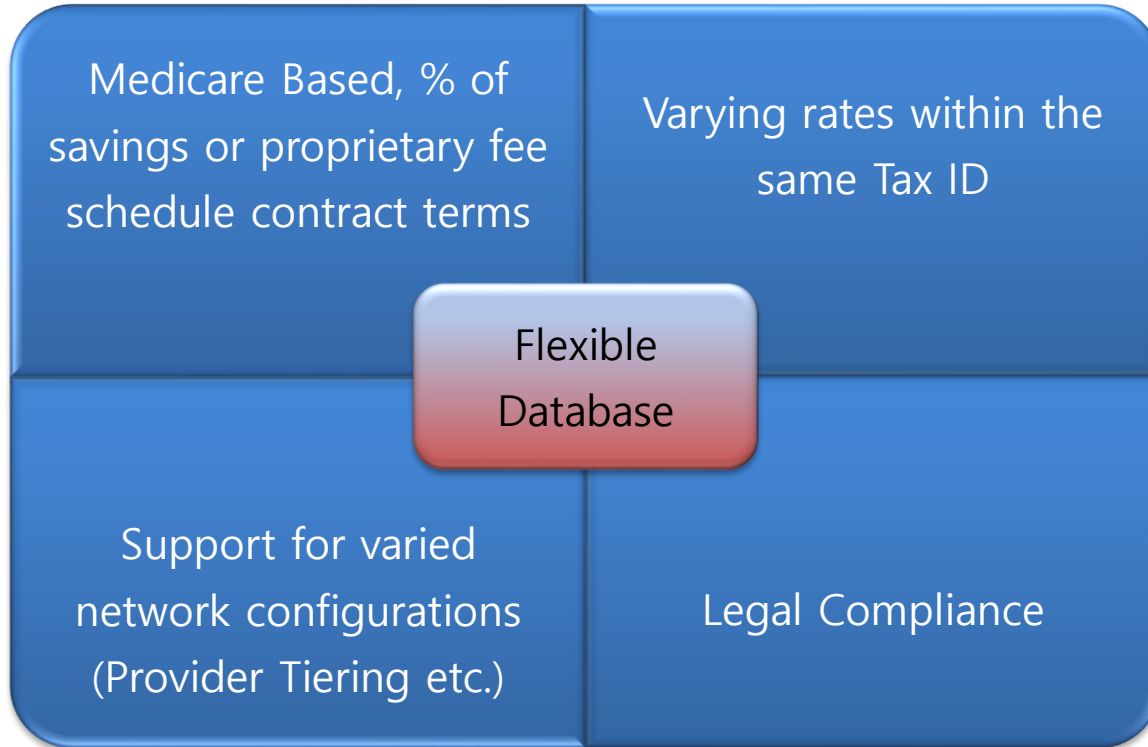 Medicare Based, % of
savings or proprietary fee
schedule contract terms
Varying rates within the
same Tax ID
Flexible
Database
Support for varied
network configurations
(Provider Tiering etc.)
Legal Compliance